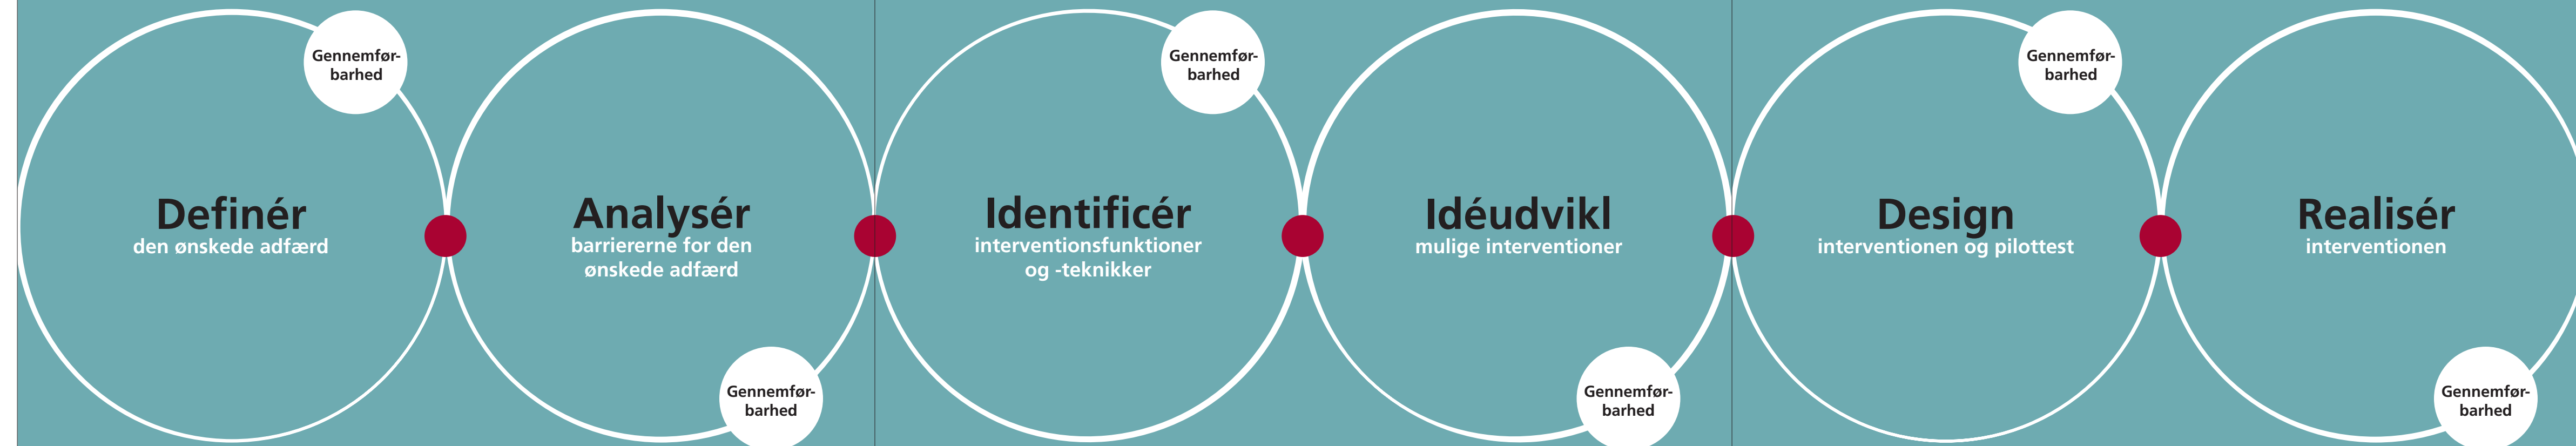 Gennemfør-
barhed
Definér
den ønskede adfærd
Analysér
barriererne for den
ønskede adfærd
Gennemfør-
barhed
Gennemfør-
barhed
Identificér
interventionsfunktioner
og -teknikker
Idéudvikl
mulige interventioner
Gennemfør-
barhed
Gennemfør-
barhed
Design
interventionen og pilottest
Realisér
interventionen
Gennemfør-
barhed